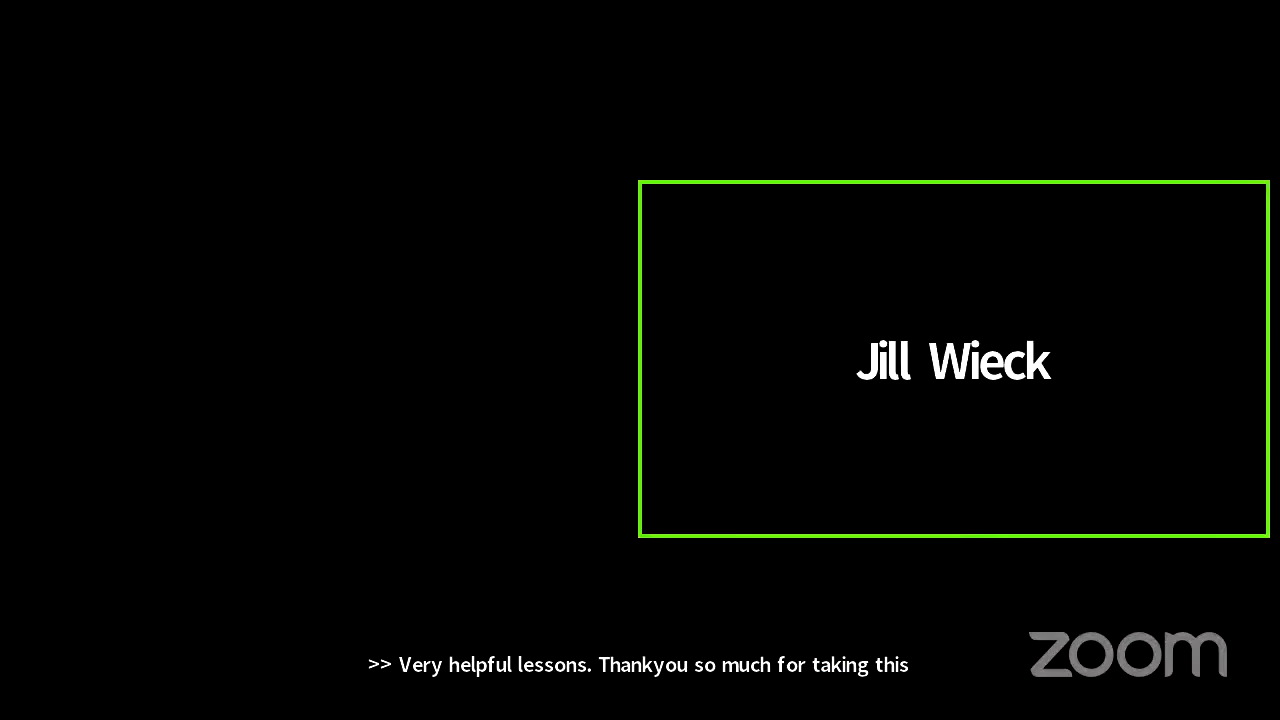 Jill Wieck
>> Very helpful lessons. Thankyou so much for taking this
zoom